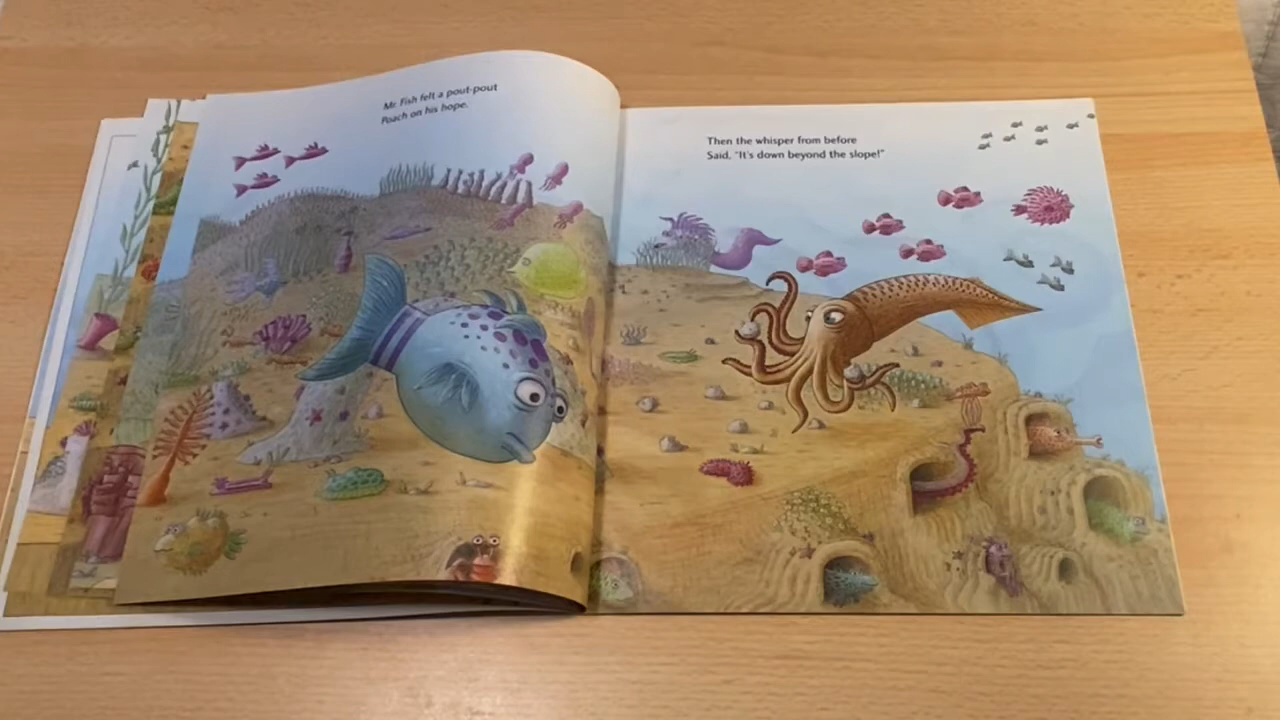 Mr. Fish felt a pout-pout
Poach on his hope.
Then the whisper from before
Said, "It's down beyond the slope!"